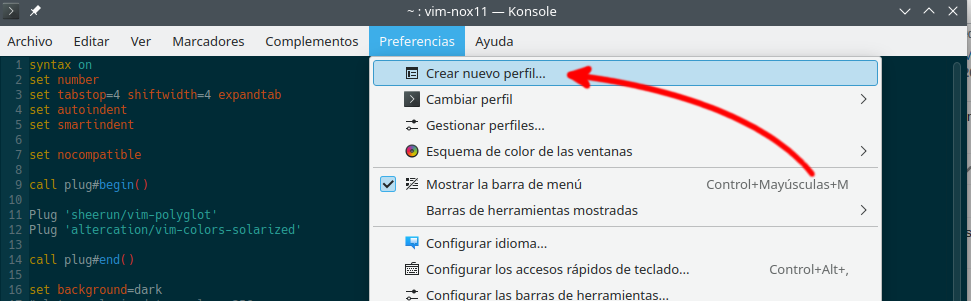 ~ : vim-nox11 — Konsole
Archivo Editar Ver Marcadores Complementos Preferencias Ayuda
1 syntax on
2 set number
3 set tabstop=4 shiftwidth=4 expandtab
4 set autoindent
5 set smartindent
6
7 set nocompatible
8
9 call plug#begin()
10
11 Plug 'sheerun/vim-polyglot'
12 Plug 'altercation/vim-colors-solarized'
13
14 call plug#end()
15
16 set background=dark
Crear nuevo perfil...
Cambiar perfil
Gestionar perfiles...
Esquema de color de las ventanas
Mostrar la barra de menú Control+Mayúsculas+M
Barras de herramientas mostradas
Configurar idioma...
Configurar los accesos rápidos de teclado... Control+Alt+,
Configurar las barras de herramientas...